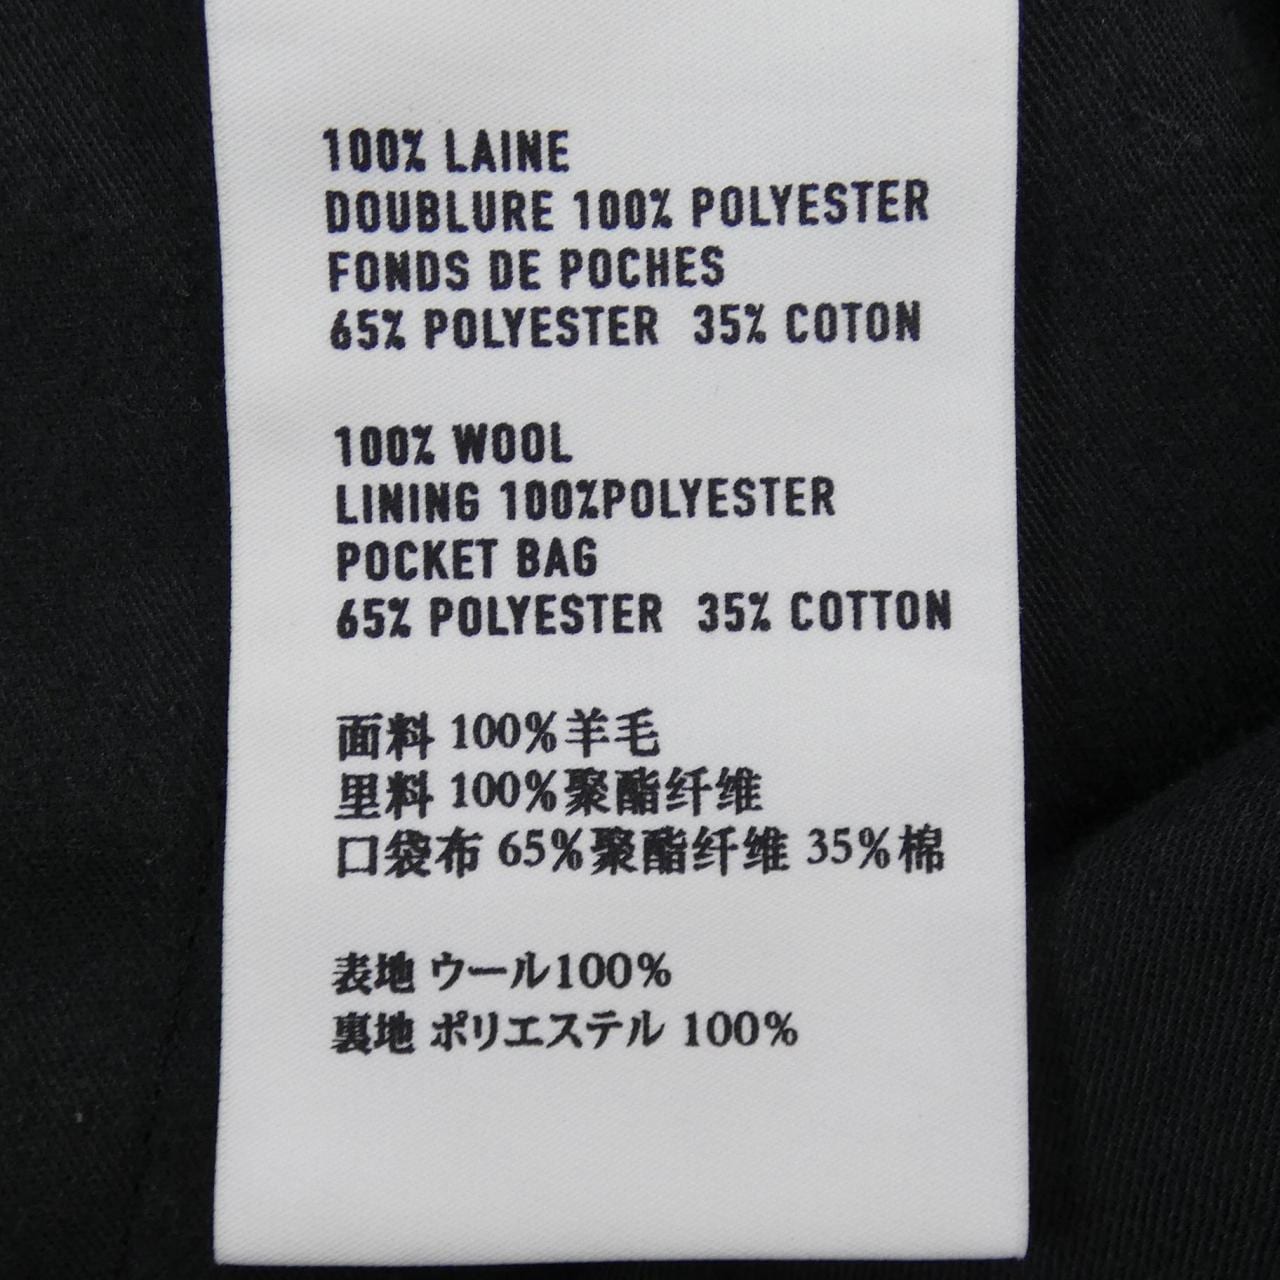 100% LAINE
DOUBLURE 100% POLYESTER
FONDS DE POCHES
65% POLYESTER 35% COTON
100% WOOL
LINING 100%POLYESTER
POCKET BAG
65% POLYESTER 35% COTTON
面料 100%羊毛
里料 100%聚酯纤维
口袋布 65%聚酯纤维 35%棉
表地 ウール100%
裏地 ポリエステル 100%